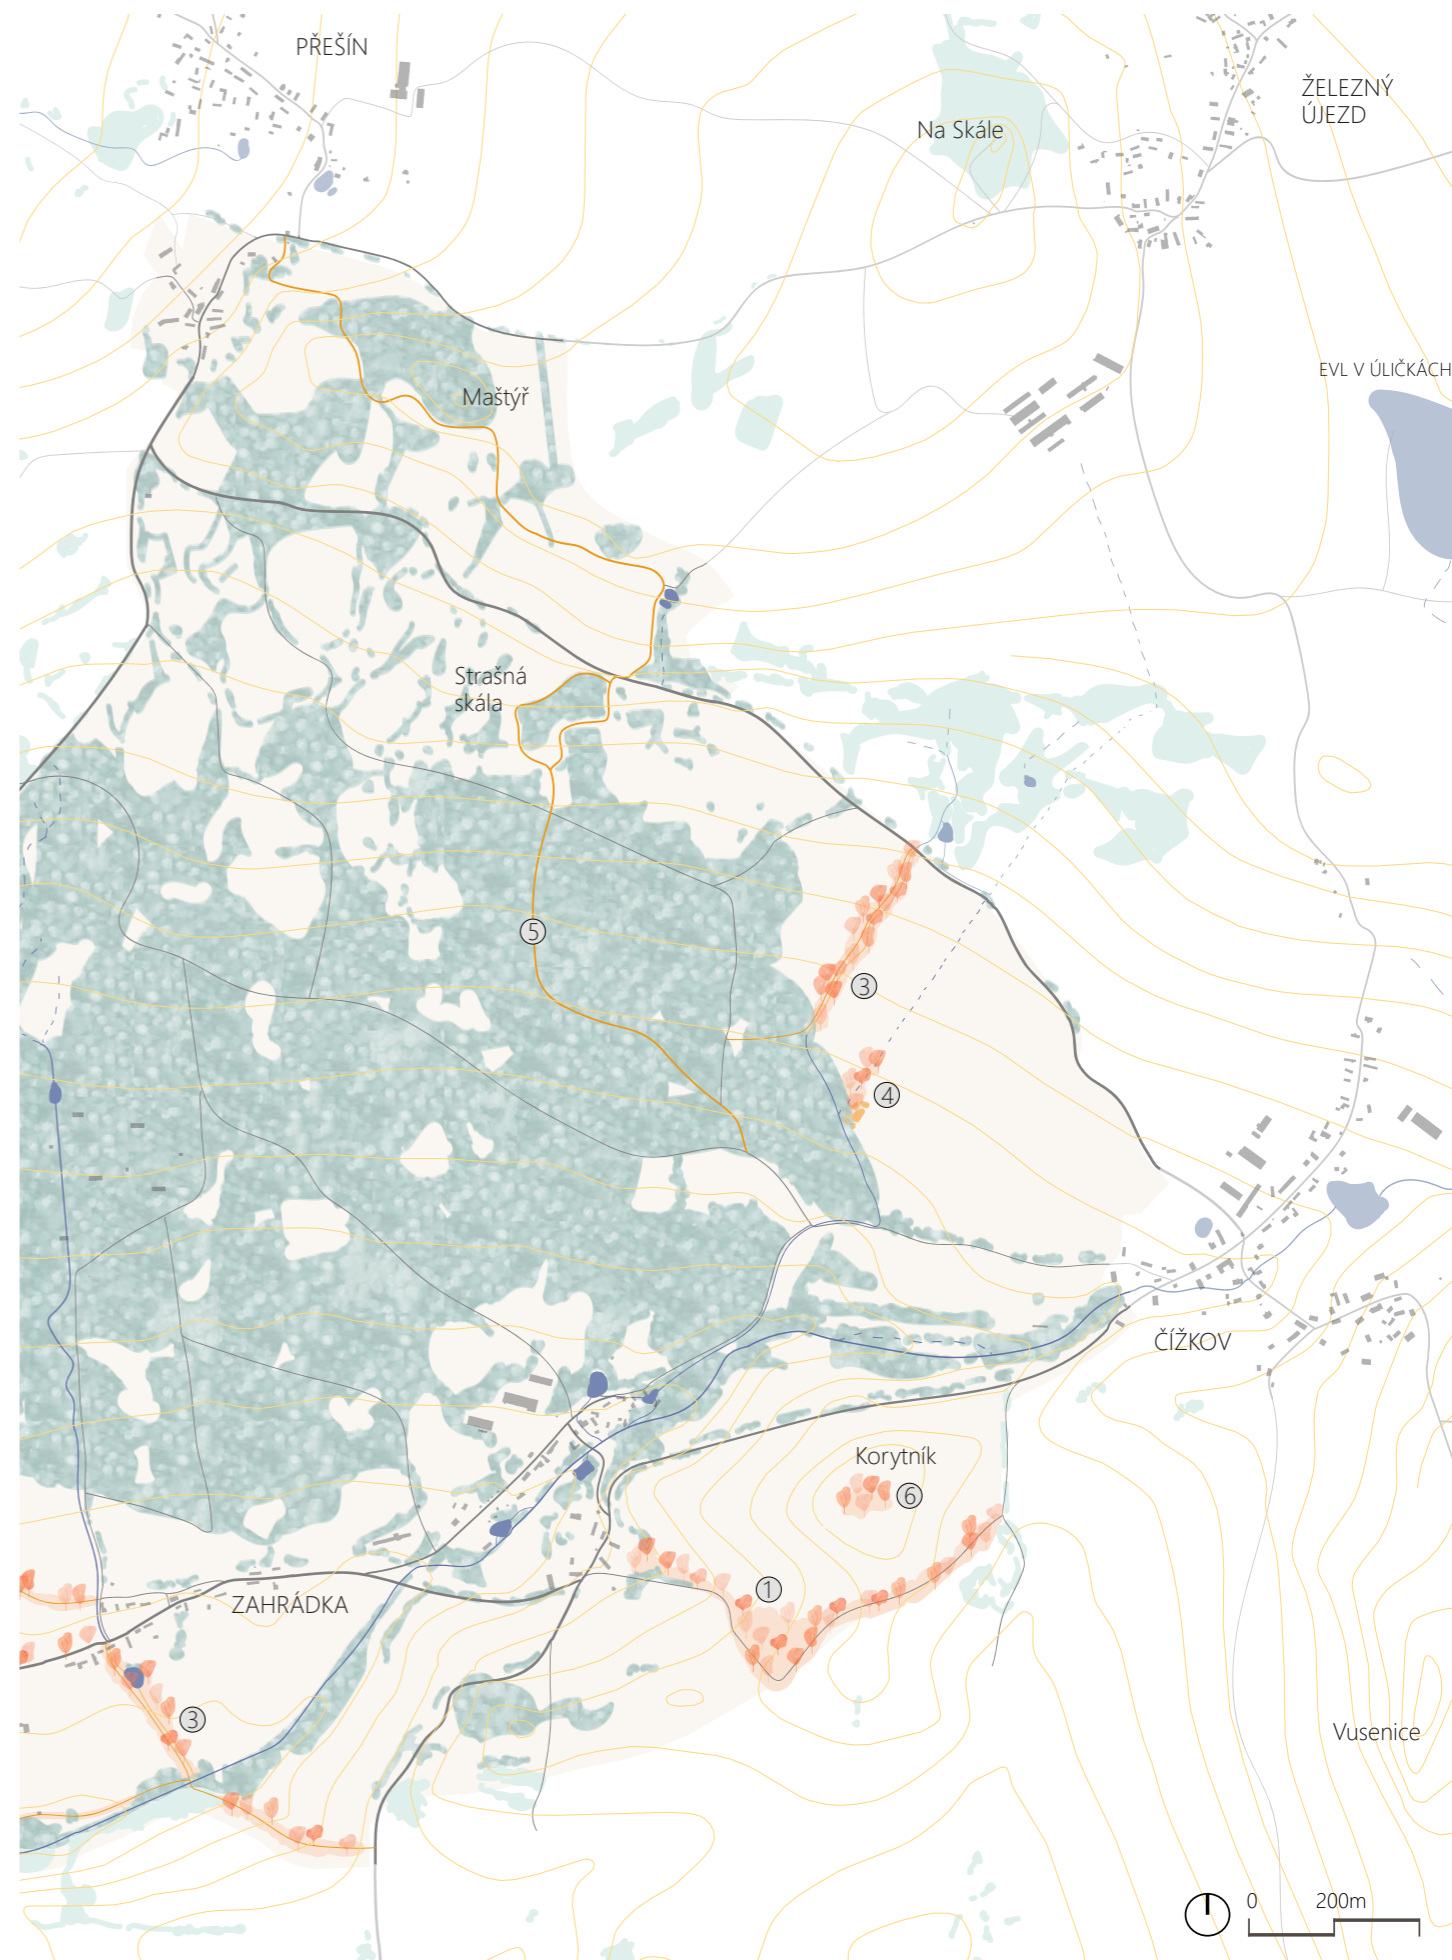 PŘEŠÍN
ŽELEZNÝ
ÚJEZD
Na Skále
EVL V ÚLIČKÁCH
Maštýř
Strašná
skála
5
3
4
ČÍŽKOV
Korytník
6
1
ZAHRÁDKA
3
Vusenice
0 200m